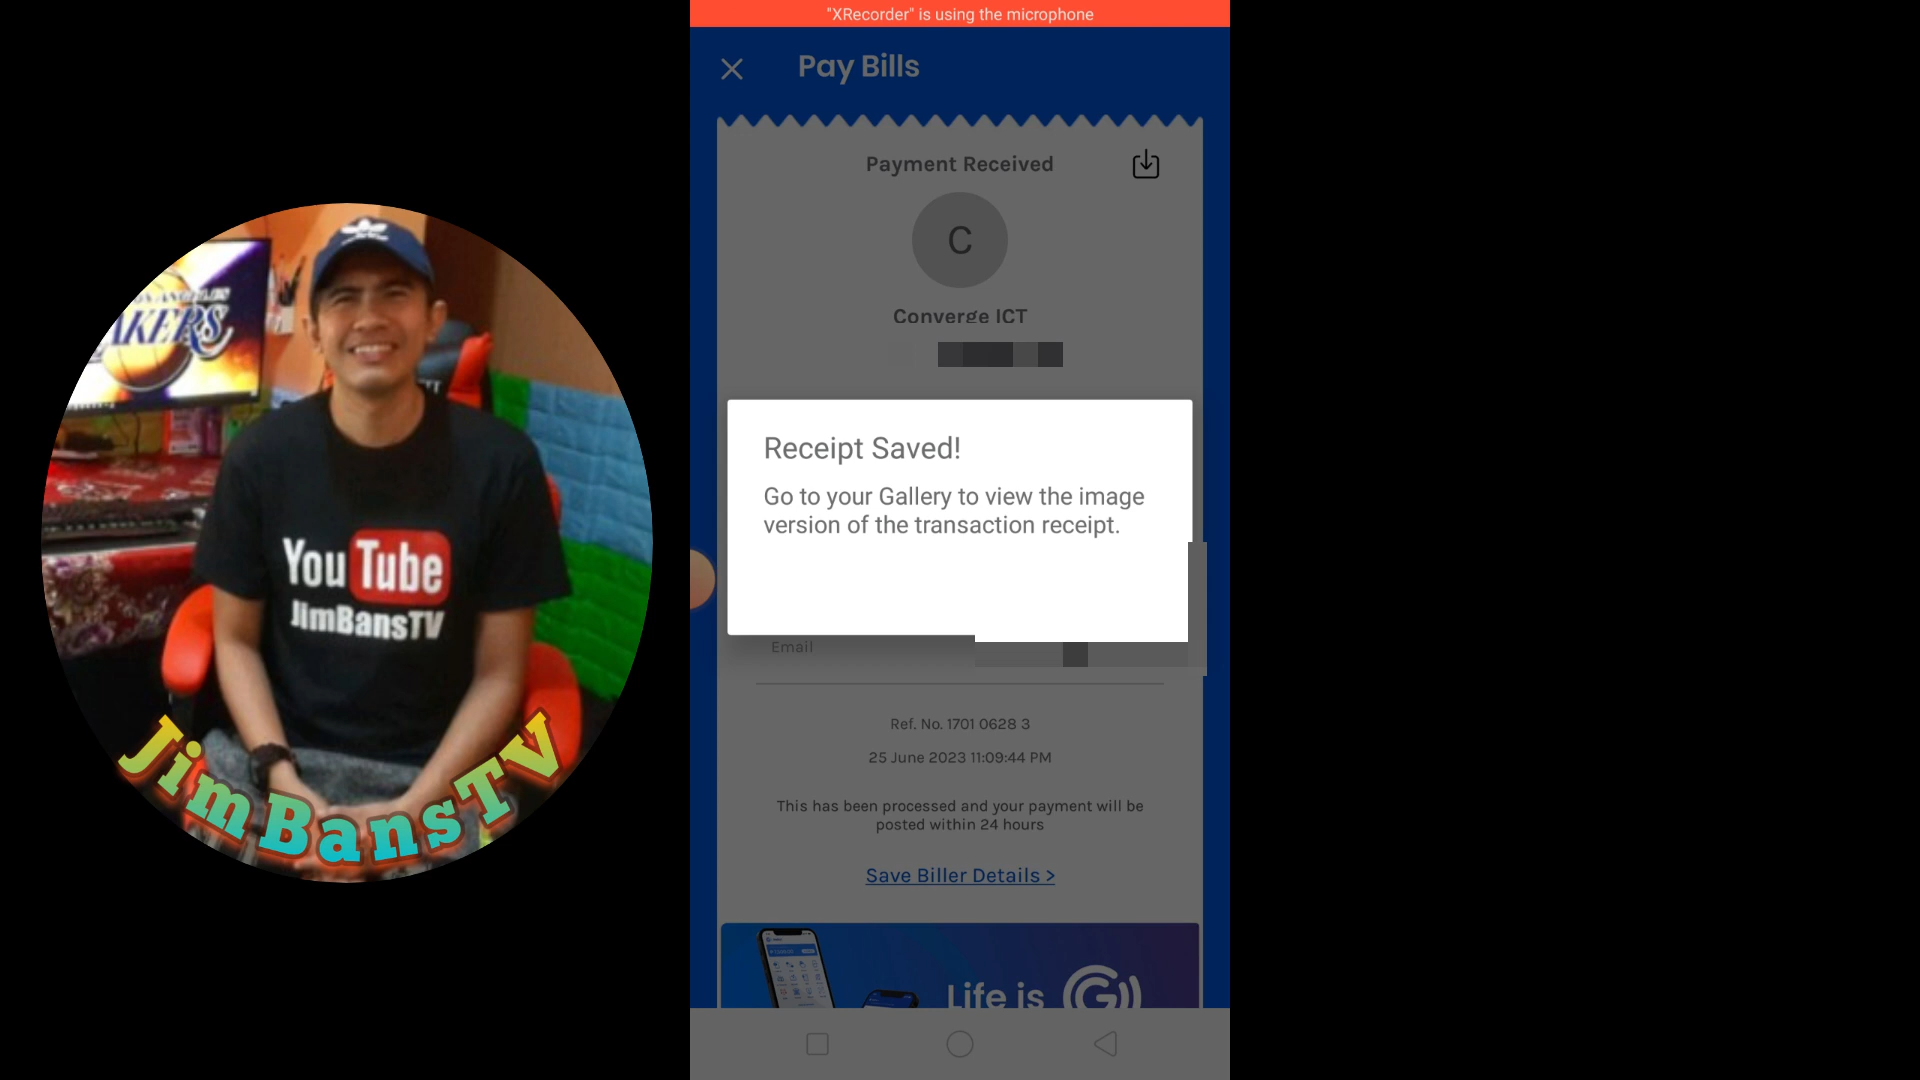 "XRecorder" is using the microphone
Pay Bills
Payment Received
C
Converge ICT
Receipt Saved!
Go to your Gallery to view the image
version of the transaction receipt.
Email
Ref. No. 1701 0628 3
25 June 2023 11:09:44 PM
This has been processed and your payment will be
posted within 24 hours
Save Biller Details >
Life is
AKERS
YouTube
JimBansTV
JimBansTV